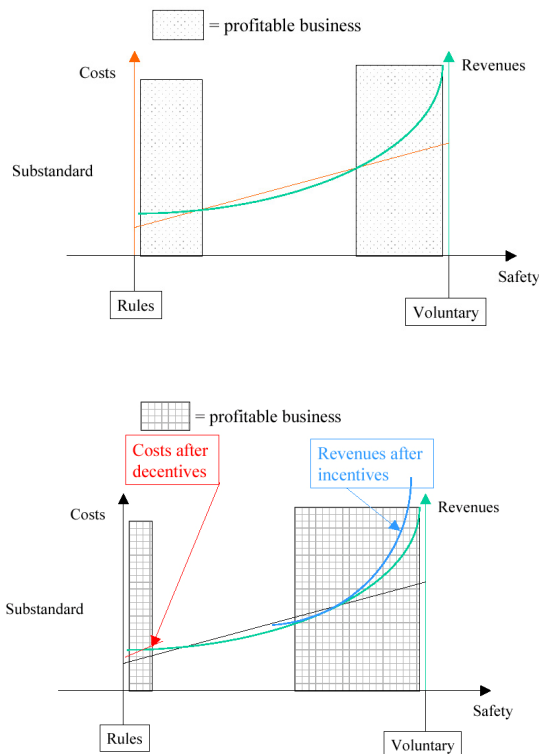 = profitable business
Costs
Revenues
Substandard
Safety
Rules
Voluntary
= profitable business
Costs after
decentives
Revenues after
incentives
Costs
Revenues
Substandard
Safety
Rules
Voluntary